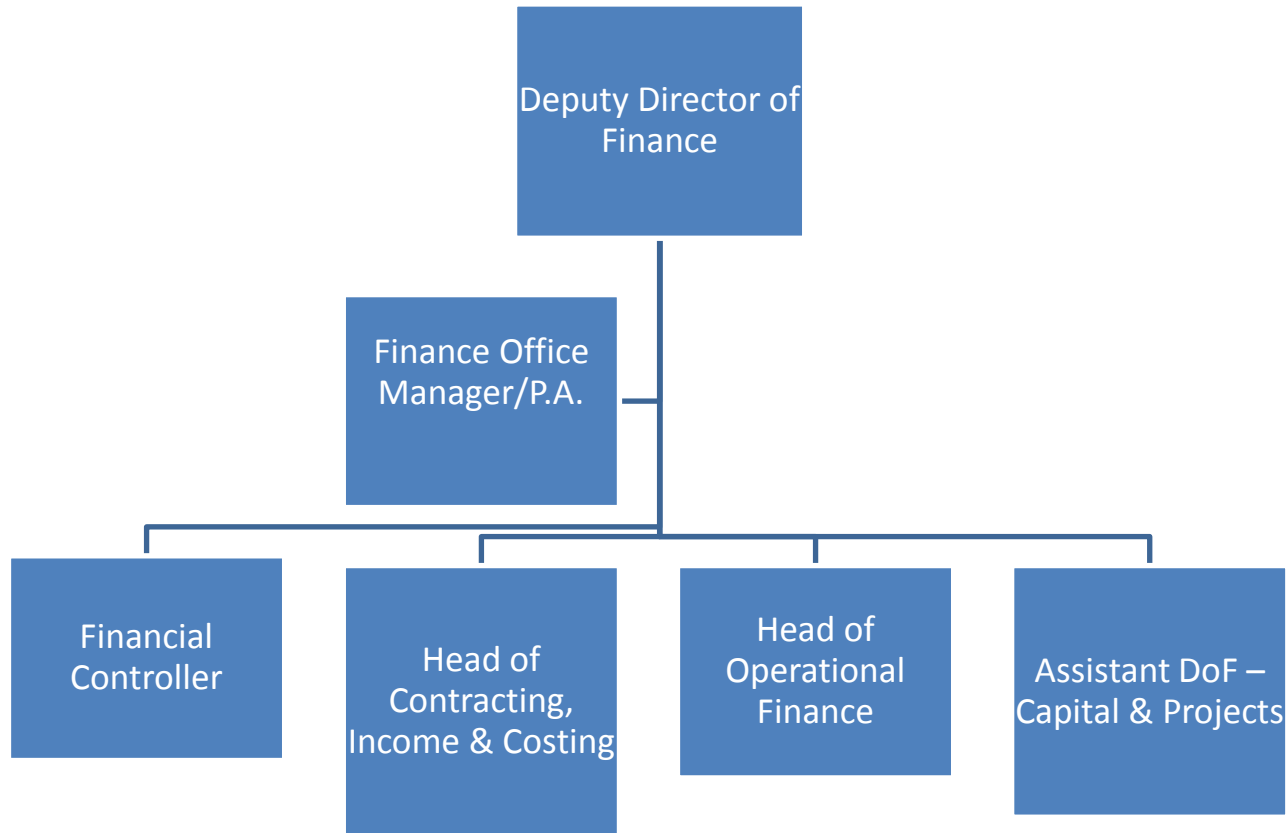 Deputy Director of
Finance
Finance Office
Manager/P.A.
Financial
Controller
Head of
Contracting,
Income & Costing
Head of
Operational
Finance
Assistant DoF –
Capital & Projects